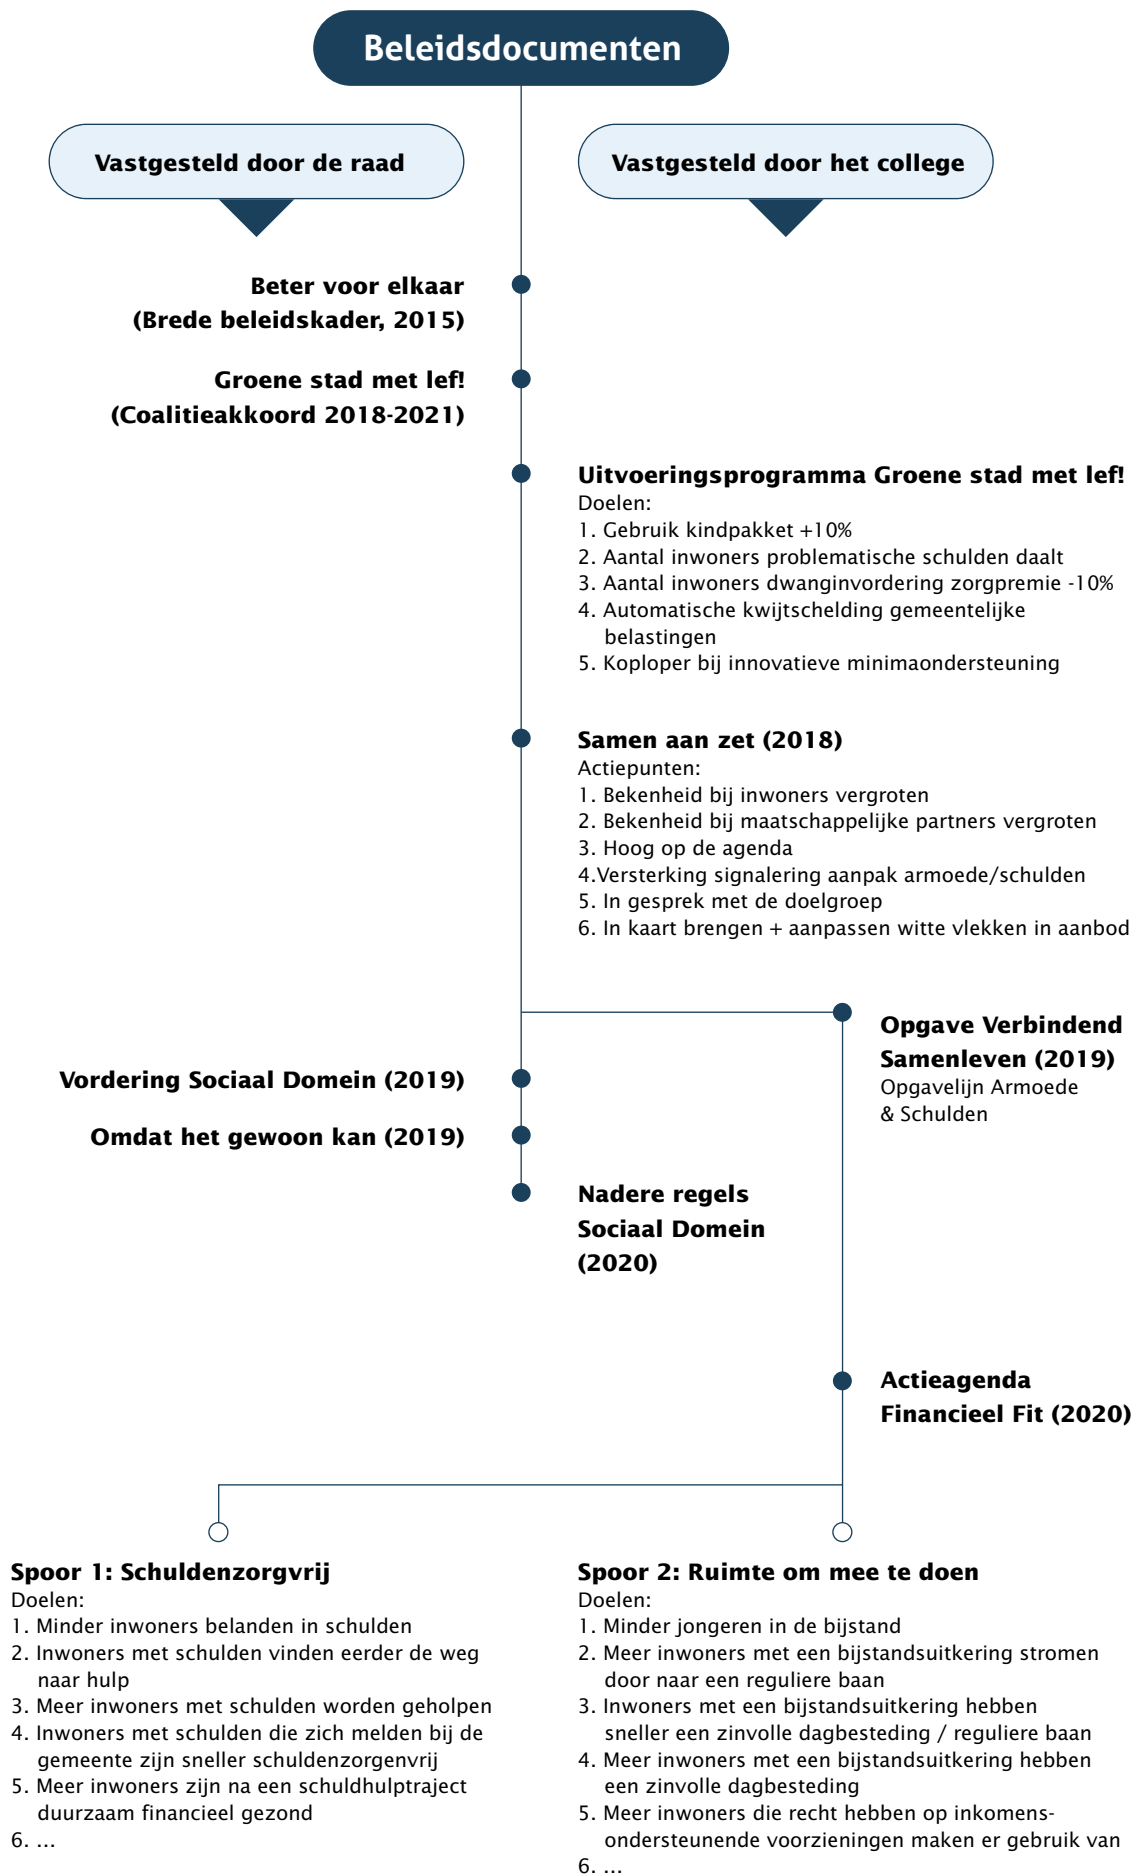 Beleidsdocumenten
Vastgesteld door de raad
Vastgesteld door het college
Beter voor elkaar
(Brede beleidskader, 2015)
Groene stad met lef!
(Coalitieakkoord 2018-2021)
Uitvoeringsprogramma Groene stad met lef!
Doelen:
1. Gebruik kindpakket +10%
2. Aantal inwoners problematische schulden daalt
3. Aantal inwoners dwanginvordering zorgpremie -10%
4. Automatische kwijtschelding gemeentelijke
belastingen
5. Koploper bij innovatieve minimaondersteuning
Samen aan zet (2018)
Actiepunten:
1. Bekenheid bij inwoners vergroten
2. Bekenheid bij maatschappelijke partners vergroten
3. Hoog op de agenda
4.Versterking signalering aanpak armoede/schulden
5. In gesprek met de doelgroep
6. In kaart brengen + aanpassen witte vlekken in aanbod
Opgave Verbindend
Samenleven (2019)
Opgavelijn Armoede
& Schulden
Vordering Sociaal Domein (2019)
Omdat het gewoon kan (2019)
Nadere regels
Sociaal Domein
(2020)
Actieagenda
Financieel Fit (2020)
Spoor 1: Schuldenzorgvrij
Doelen:
1. Minder inwoners belanden in schulden
2. Inwoners met schulden vinden eerder de weg
naar hulp
3. Meer inwoners met schulden worden geholpen
4. Inwoners met schulden die zich melden bij de
gemeente zijn sneller schuldenzorgenvrij
5. Meer inwoners zijn na een schuldhulptraject
duurzaam financieel gezond
6. ...
Spoor 2: Ruimte om mee te doen
Doelen:
1. Minder jongeren in de bijstand
2. Meer inwoners met een bijstandsuitkering stromen
door naar een reguliere baan
3. Inwoners met een bijstandsuitkering hebben
sneller een zinvolle dagbesteding / reguliere baan
4. Meer inwoners met een bijstandsuitkering hebben
een zinvolle dagbesteding
5. Meer inwoners die recht hebben op inkomens-
ondersteunende voorzieningen maken er gebruik van
6. ...